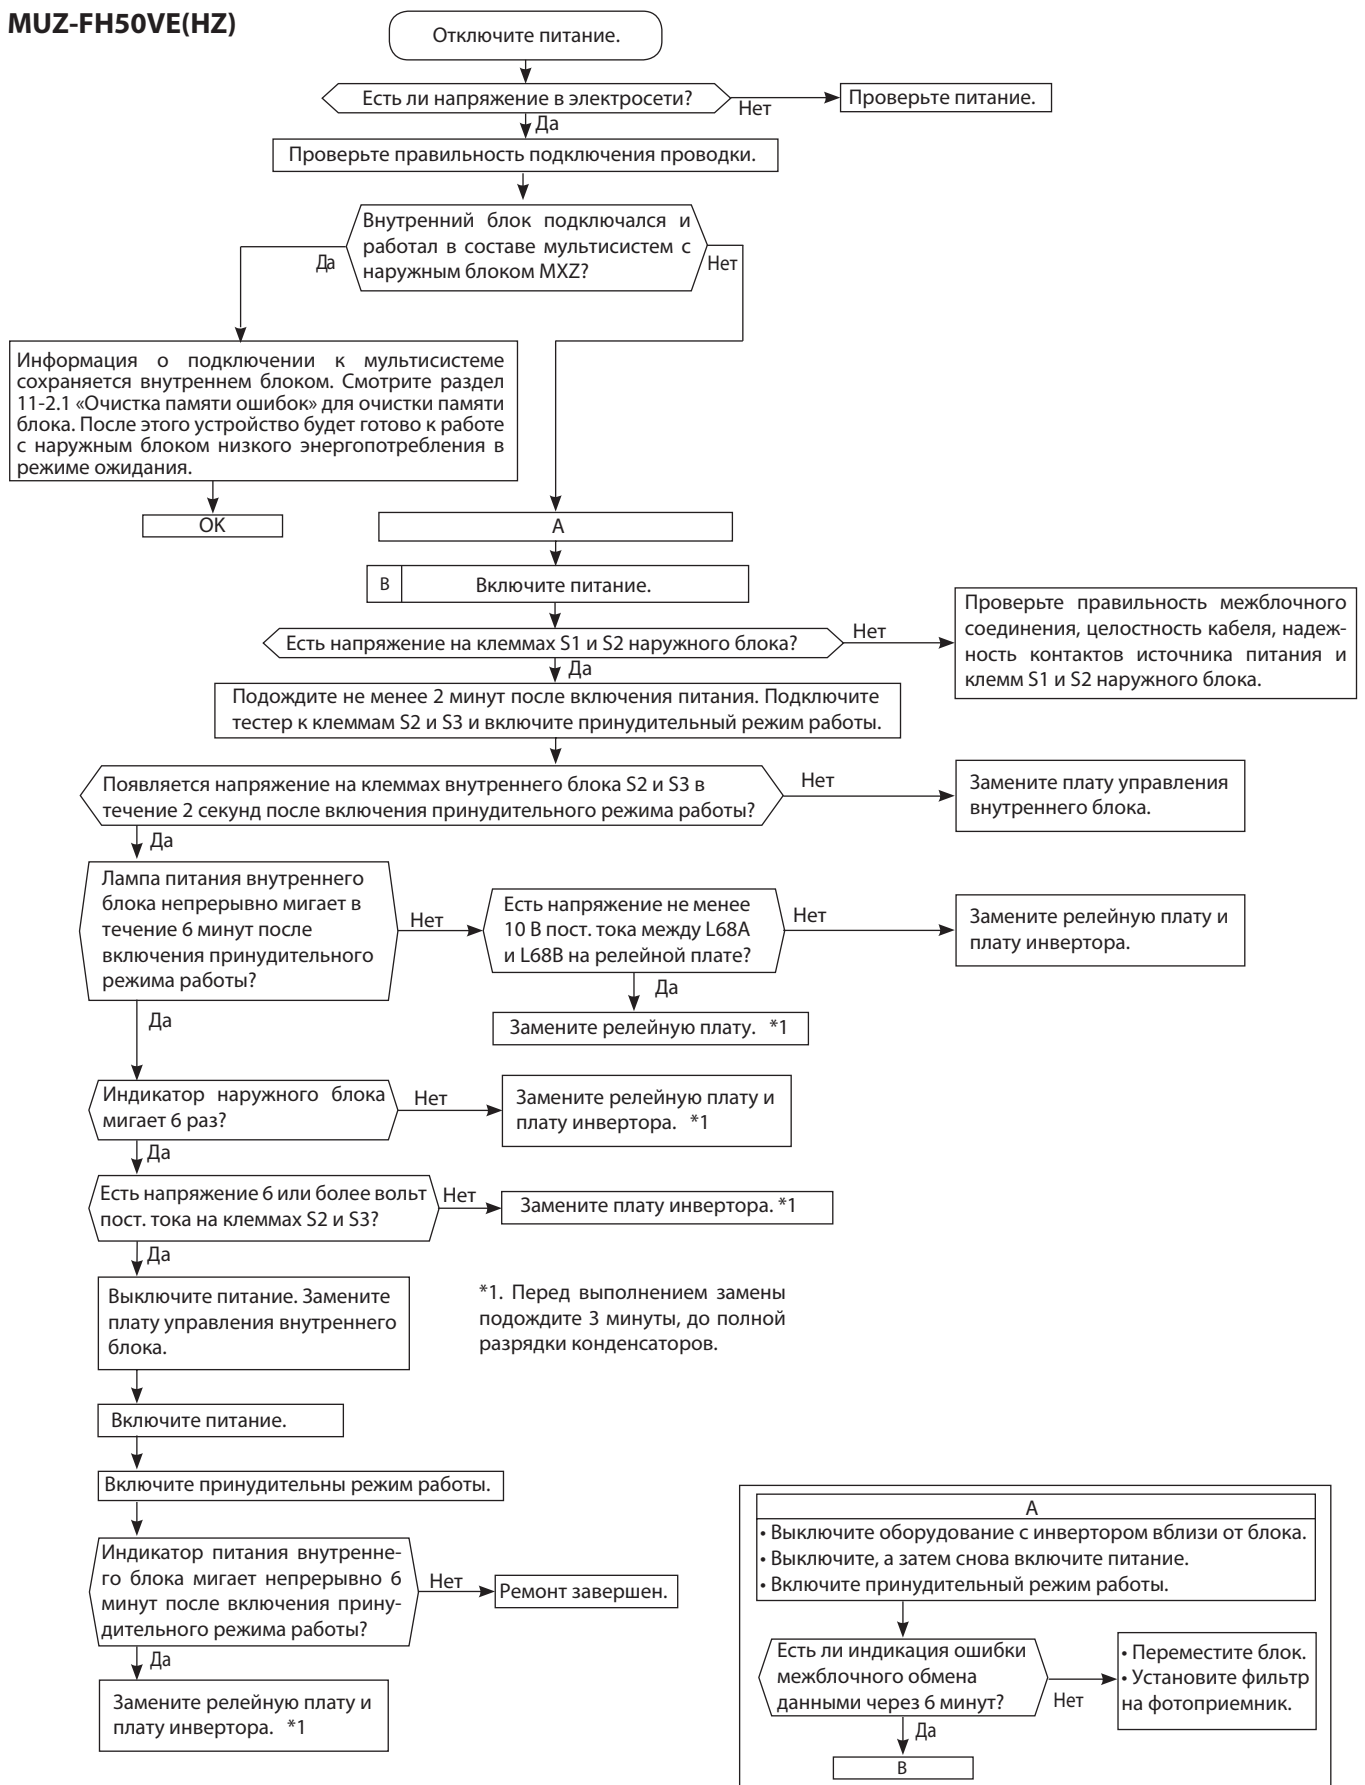 MUZ-FH50VE(HZ)
Отключите питание.
Есть ли напряжение в электросети?
Нет
Проверьте питание.
Да
Проверьте правильность подключения проводки.
Внутренний блок подключался и
работал в составе мультисистем с
наружным блоком MXZ?
Да
Нет
Информация о подключении к мультисистеме
сохраняется внутреннем блоком. Смотрите раздел
11-2.1 «Очистка памяти ошибок» для очистки памяти
блока. После этого устройство будет готово к работе
с наружным блоком низкого энергопотребления в
режиме ожидания.
OK
A
B
Включите питание.
Есть напряжение на клеммах S1 и S2 наружного блока?
Нет
Проверьте правильность межблочного
соединения, целостность кабеля, надеж-
ность контактов источника питания и
клемм S1 и S2 наружного блока.
Да
Подождите не менее 2 минут после включения питания. Подключите
тестер к клеммам S2 и S3 и включите принудительный режим работы.
Появляется напряжение на клеммах внутреннего блока S2 и S3 в
течение 2 секунд после включения принудительного режима работы?
Нет
Замените плату управления
внутреннего блока.
Да
Лампа питания внутреннего
блока непрерывно мигает в
течение 6 минут после
включения принудительного
режима работы?
Нет
Есть напряжение не менее
10 В пост. тока между L68A
и L68B на релейной плате?
Нет
Замените релейную плату и
плату инвертора.
Да
Замените релейную плату. *1
Да
Индикатор наружного блока
мигает 6 раз?
Нет
Замените релейную плату и
плату инвертора. *1
Да
Есть напряжение 6 или более вольт
пост. тока на клеммах S2 и S3?
Нет
Замените плату инвертора. *1
Да
Выключите питание. Замените
плату управления внутреннего
блока.
*1. Перед выполнением замены
подождите 3 минуты, до полной
разрядки конденсаторов.
Включите питание.
Включите принудительны режим работы.
Индикатор питания внутренне-
го блока мигает непрерывно 6
минут после включения прину-
дительного режима работы?
Нет
Ремонт завершен.
Да
Замените релейную плату и
плату инвертора. *1
A
• Выключите оборудование с инвертором вблизи от блока.
• Выключите, а затем снова включите питание.
• Включите принудительный режим работы.
Есть ли индикация ошибки
межблочного обмена
данными через 6 минут?
Нет
• Переместите блок.
• Установите фильтр
на фотоприемник.
Да
B